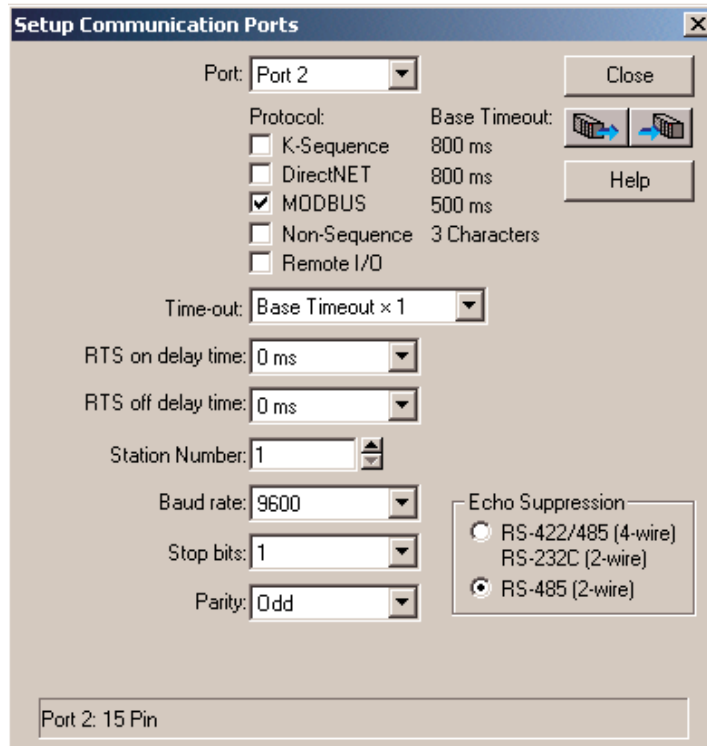 Setup Communication Ports
Port: Port 2
Close
Protocol: Base Timeout:
K-Sequence 800 ms
DirectNET 800 ms
Help
MODBUS 500 ms
Non-Sequence 3 Characters
Remote I/O
Time-out: Base Timeout × 1
RTS on delay time: 0 ms
RTS off delay time: 0 ms
Station Number: 1
Baud rate: 9600
Echo Suppression
RS-422/485 (4-wire)
RS-232C (2-wire)
Stop bits: 1
RS-485 (2-wire)
Parity: Odd
Port 2: 15 Pin